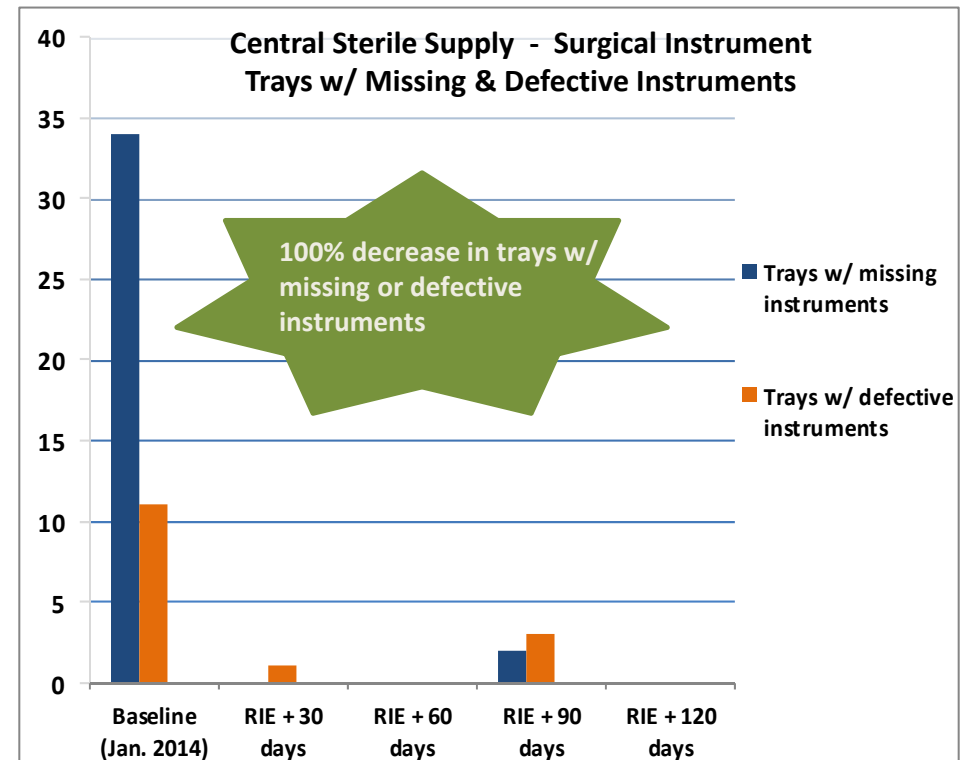 Central Sterile Supply - Surgical Instrument
Trays w/ Missing & Defective Instruments
40
35
30
25
20
15
10
5
0
100% decrease in trays w/
missing or defective
instruments
Trays w/ missing
instruments
Trays w/ defective
instruments
Baseline
(Jan. 2014)
RIE + 30
days
RIE + 60
days
RIE + 90
days
RIE + 120
days